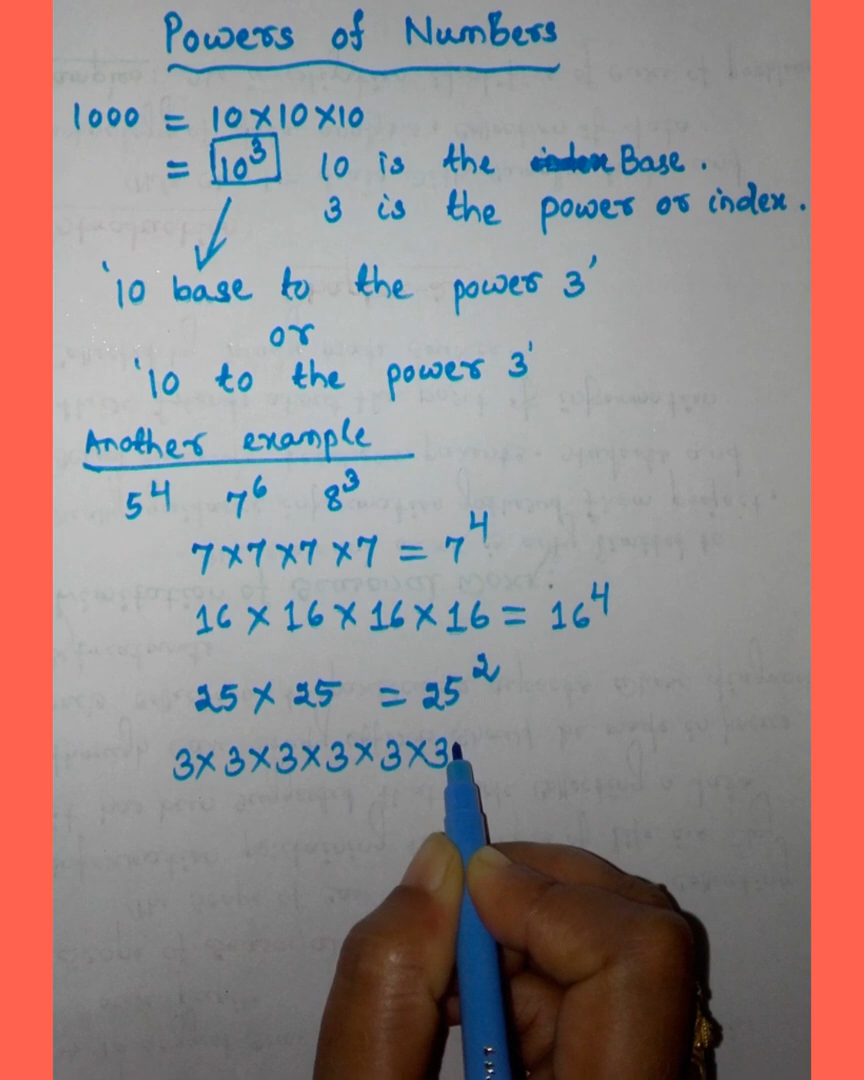 Powers of Numbers
1000 = 10×10×10
= 10³ 10 is the index Base.
3 is the power or index.
'10 base to the power 3'
or
'10 to the power 3'
Another example
5⁴ 7⁶ 8³
7×7×7×7 = 7⁴
16×16×16×16 = 16⁴
25×25 = 25²
3×3×3×3×3×3